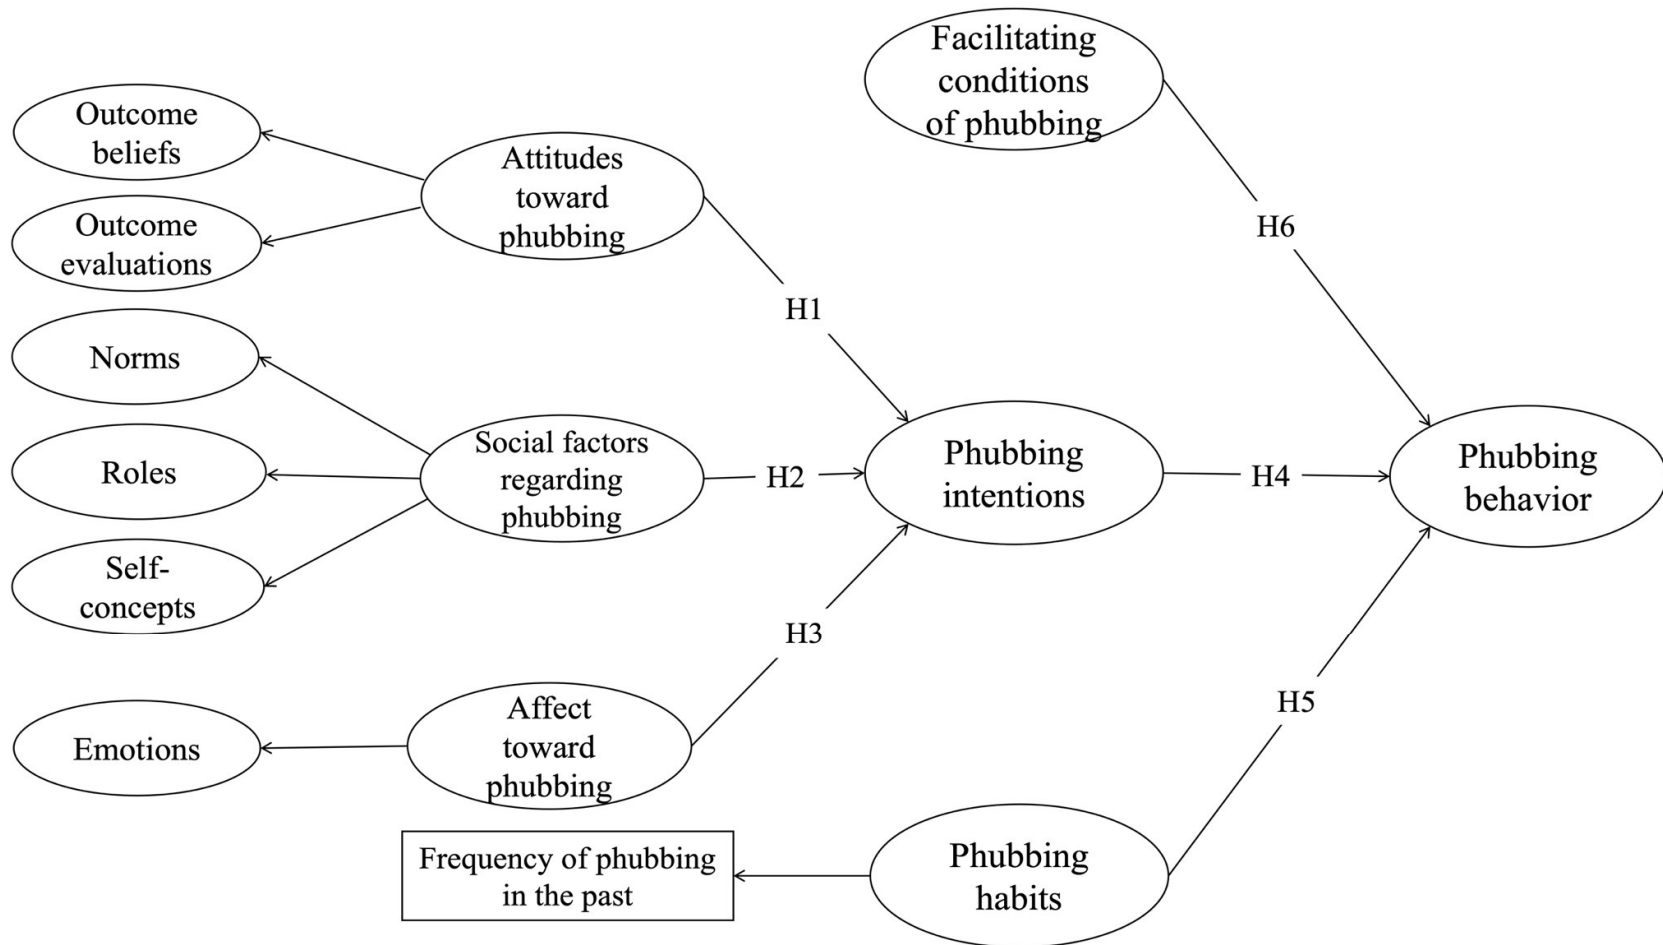 Facilitating
conditions
of phubbing
Outcome
beliefs
Attitudes
toward
phubbing
Outcome
evaluations
H6
H1
Norms
Social factors
regarding
phubbing
Roles
H2
Phubbing
intentions
H4
Phubbing
behavior
Self-
concepts
H3
H5
Affect
toward
phubbing
Emotions
Frequency of phubbing
in the past
Phubbing
habits